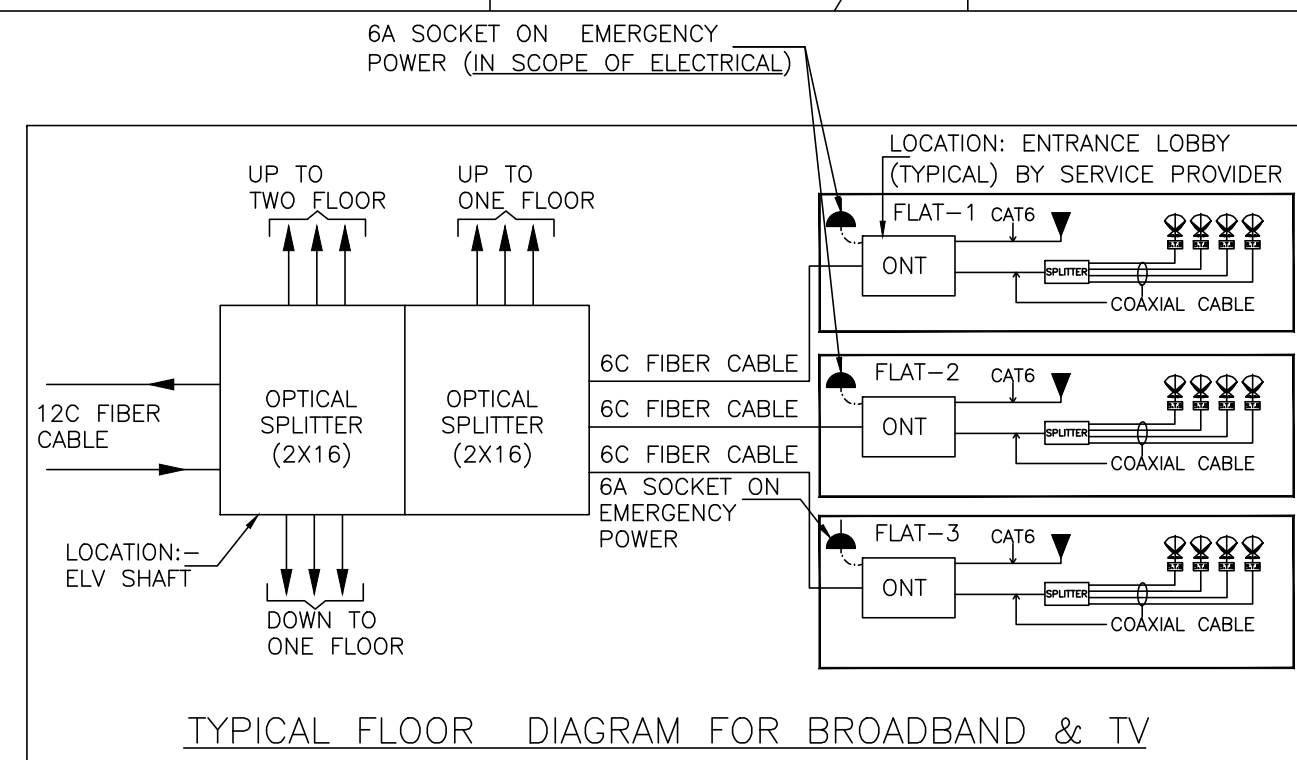 6A SOCKET ON EMERGENCY
POWER (IN SCOPE OF ELECTRICAL)
LOCATION: ENTRANCE LOBBY
(TYPICAL) BY SERVICE PROVIDER
UP TO
TWO FLOOR
UP TO
ONE FLOOR
FLAT-1
CAT6
ONT
SPLITTER
COAXIAL CABLE
6C FIBER CABLE
FLAT-2
CAT6
ONT
SPLITTER
COAXIAL CABLE
12C FIBER
CABLE
OPTICAL
SPLITTER
(2X16)
OPTICAL
SPLITTER
(2X16)
6C FIBER CABLE
6C FIBER CABLE
6A SOCKET ON
EMERGENCY
POWER
FLAT-3
CAT6
ONT
SPLITTER
COAXIAL CABLE
LOCATION:-
ELV SHAFT
DOWN TO
ONE FLOOR
TYPICAL FLOOR DIAGRAM FOR BROADBAND & TV